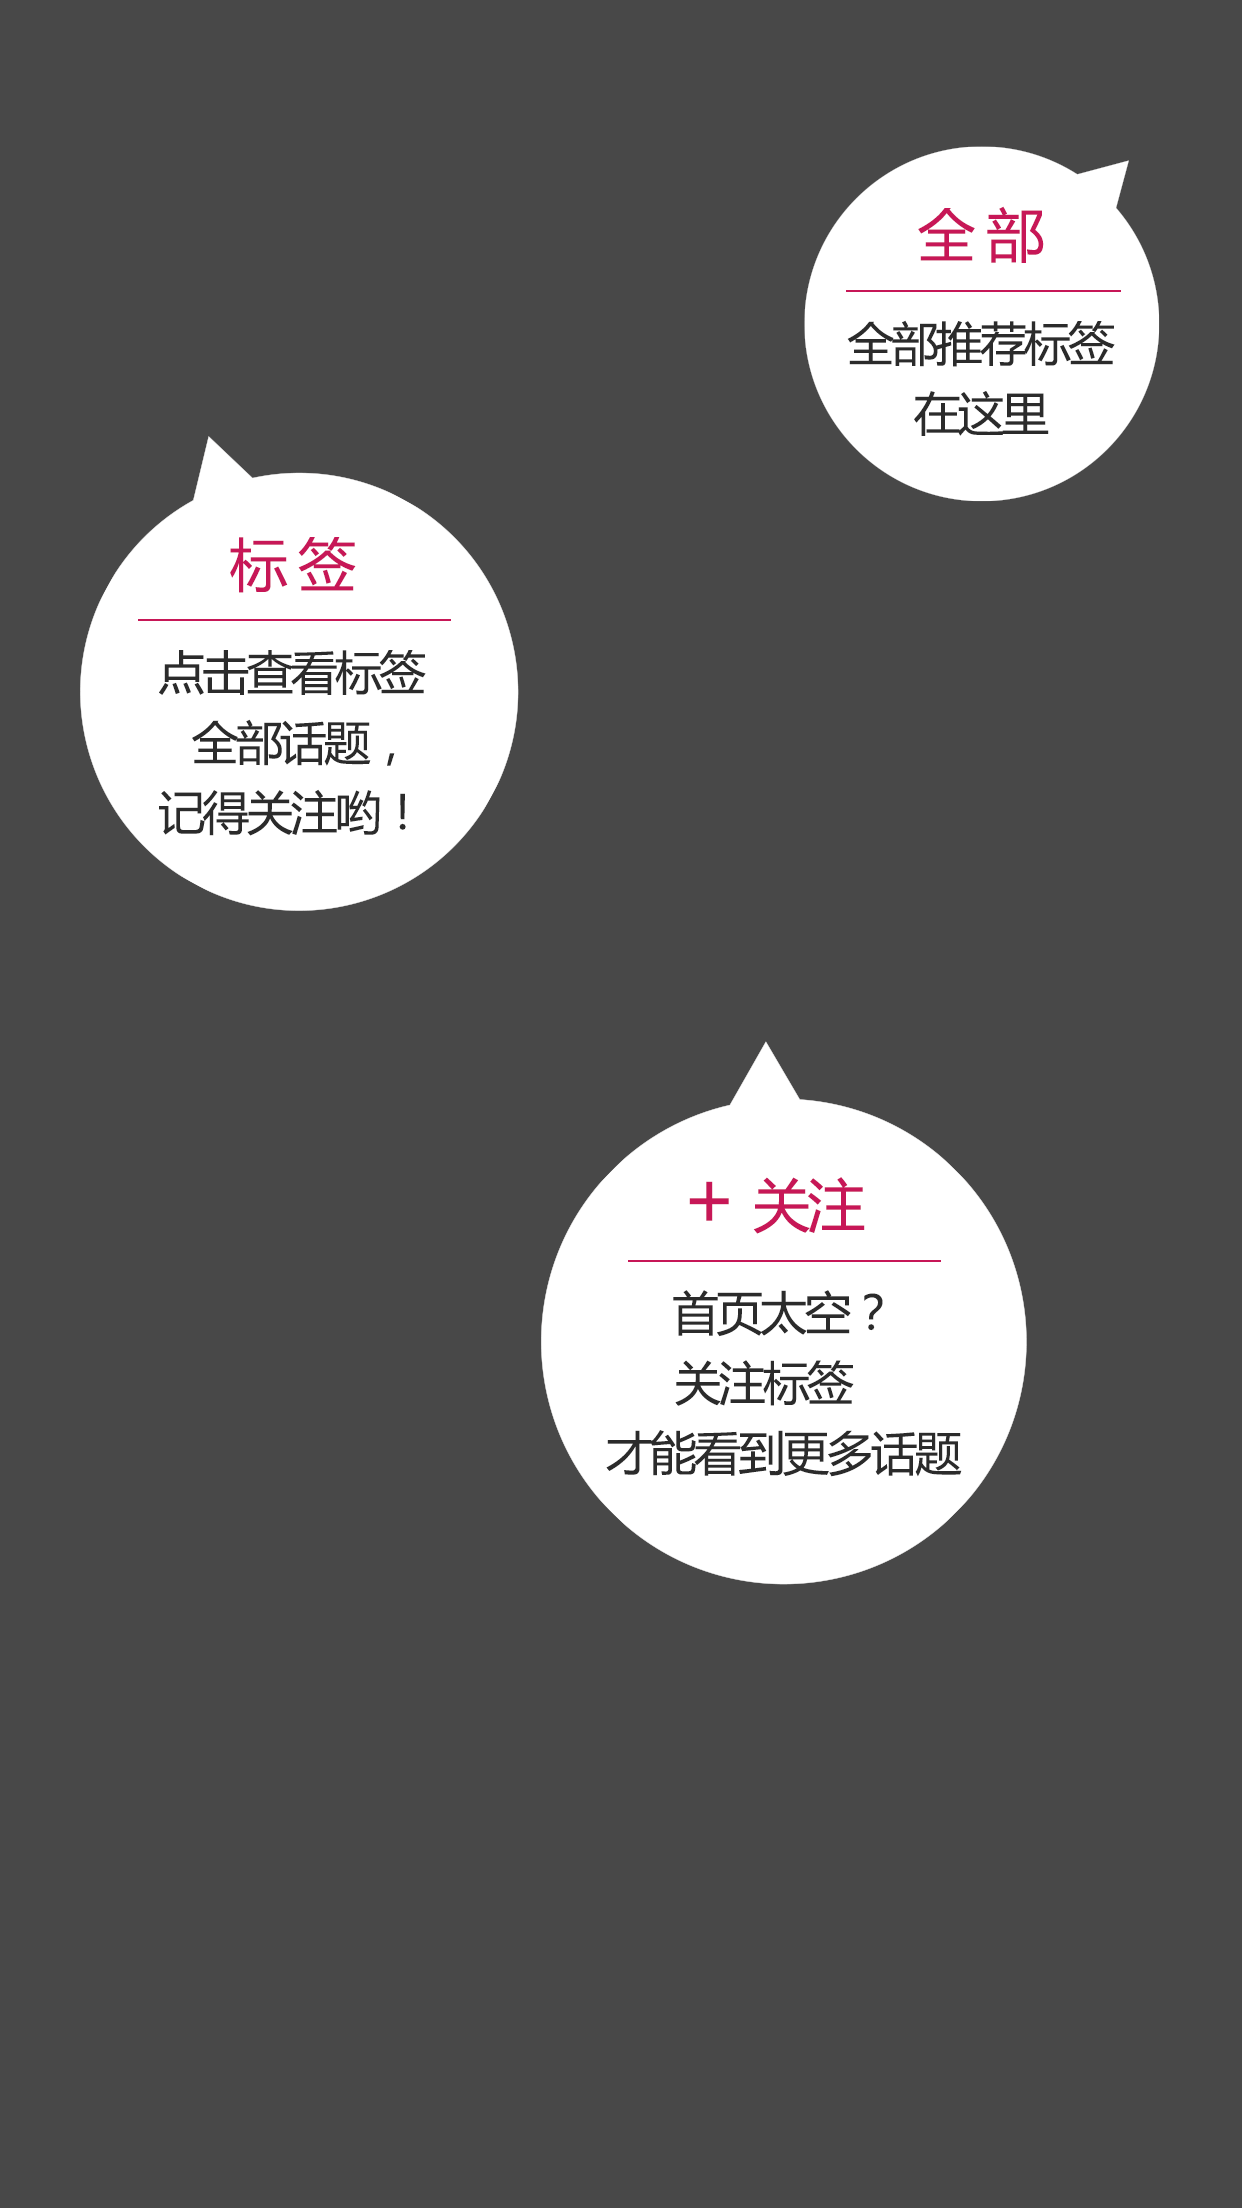 全部
全部推荐标签
在这里
标签
点击查看标签
全部话题，
记得关注哟！
+ 关注
首页太空？
关注标签
才能看到更多话题